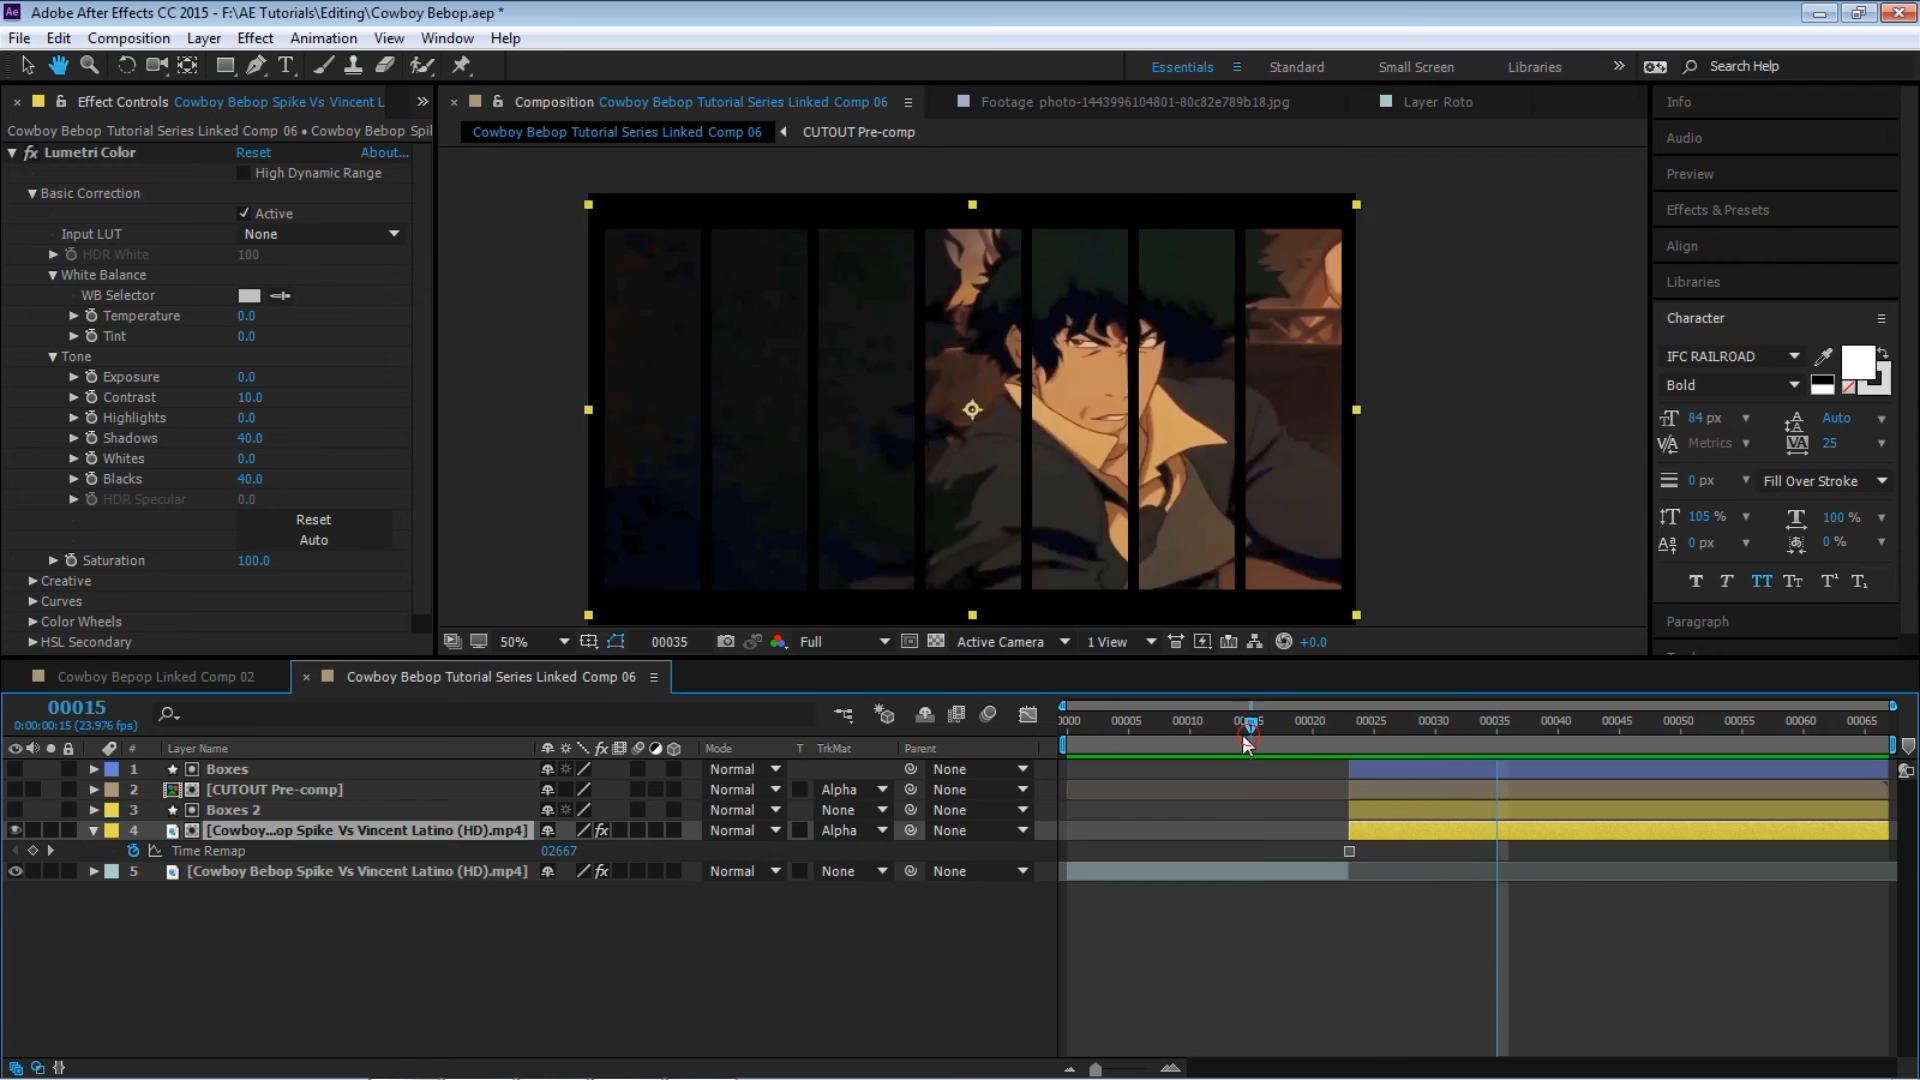 Adobe After Effects CC 2015 - F:\AE Tutorials\Editing\Cowboy Bebop.aep *
File Edit Composition Layer Effect Animation View Window Help
Essentials Standard Small Screen Libraries Search Help
Effect Controls Cowboy Bebop Spike Vs Vincent L
Composition Cowboy Bebop Tutorial Series Linked Comp 06
Footage photo-1443996104801-80c82e789b18.jpg
Layer Roto
Cowboy Bebop Tutorial Series Linked Comp 06 • Cowboy Bebop Spil
Cowboy Bebop Tutorial Series Linked Comp 06 CUTOUT Pre-comp
fx Lumetri Color Reset About...
High Dynamic Range
Basic Correction
Active
Input LUT None
HDR White 100
White Balance
WB Selector
Temperature 0.0
Tint 0.0
Tone
Exposure 0.0
Contrast 10.0
Highlights 0.0
Shadows 40.0
Whites 0.0
Blacks 40.0
HDR Specular 0.0
Reset
Auto
Saturation 100.0
Creative
Curves
Color Wheels
HSL Secondary
50% 00035 Full Active Camera 1 View +0.0
Info
Audio
Preview
Effects & Presets
Align
Libraries
Character
IFC RAILROAD
Bold
84 px Auto
Metrics 25
0 px Fill Over Stroke
105 % 100 %
0 px 0 %
T T TT Tt T¹ T₁
Paragraph
Cowboy Bepop Linked Comp 02
Cowboy Bebop Tutorial Series Linked Comp 06
00015
0:00:00:15 (23.976 fps)
0000 00005 00010 00015 00020 00025 00030 00035 00040 00045 00050 00055 00060 00065
# Layer Name fx Mode T TrkMat Parent
1 Boxes Normal None
2 [CUTOUT Pre-comp] Normal Alpha None
3 Boxes 2 Normal None None
4 [Cowboy...op Spike Vs Vincent Latino (HD).mp4] fx Normal Alpha None
Time Remap 02667
5 [Cowboy Bebop Spike Vs Vincent Latino (HD).mp4] fx Normal None None